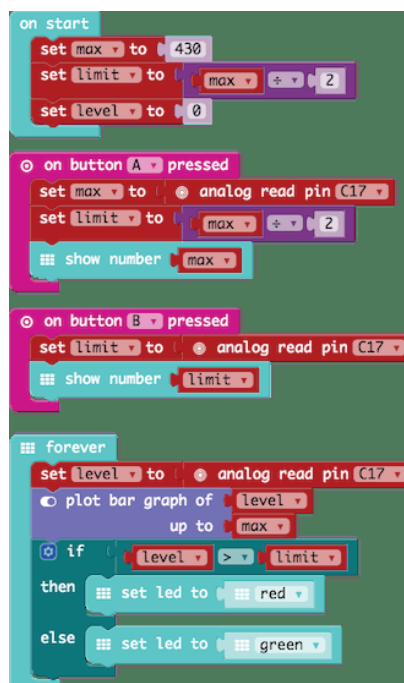 on start
set max to 430
set limit to max ÷ 2
set level to 0
on button A pressed
set max to analog read pin C17
set limit to max ÷ 2
show number max
on button B pressed
set limit to analog read pin C17
show number limit
forever
set level to analog read pin C17
plot bar graph of level
up to max
if level > limit
then set led to red
else set led to green